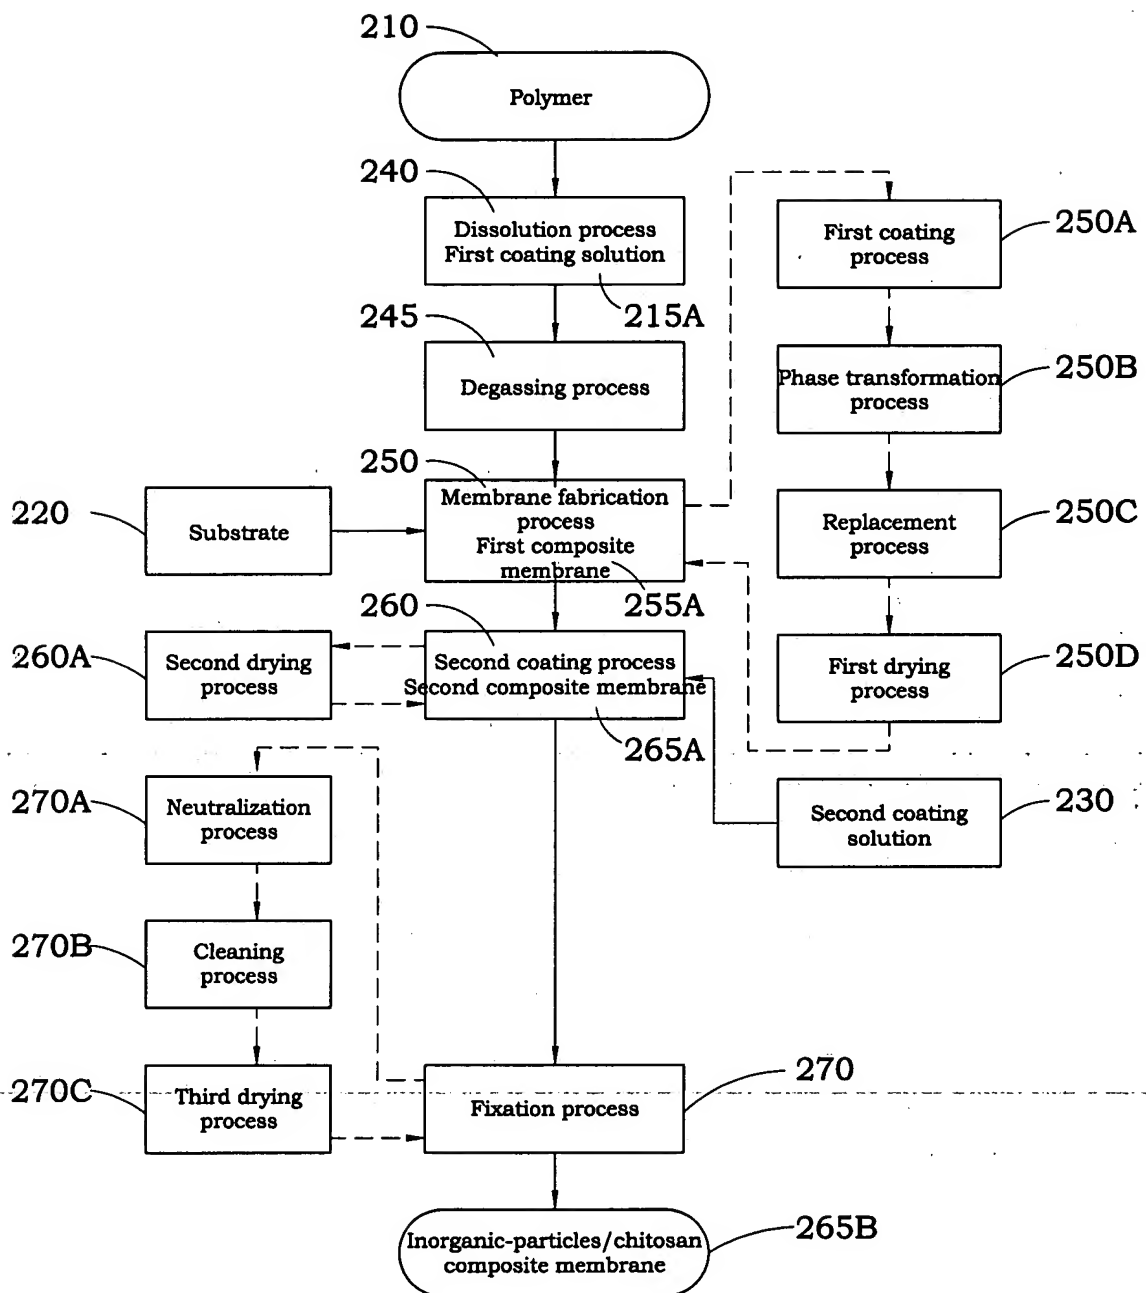 210
Polymer
240
Dissolution process
First coating solution
215A
First coating
process
250A
245
Degassing process
Phase transformation
process
250B
250
Membrane fabrication
process
First composite
membrane
255A
220
Substrate
Replacement
process
250C
260
Second coating process
Second composite membrane
265A
260A
Second drying
process
First drying
process
250D
270A
Neutralization
process
Second coating
solution
230
270B
Cleaning
process
270C
Third drying
process
Fixation process
270
Inorganic-particles/chitosan
composite membrane
265B